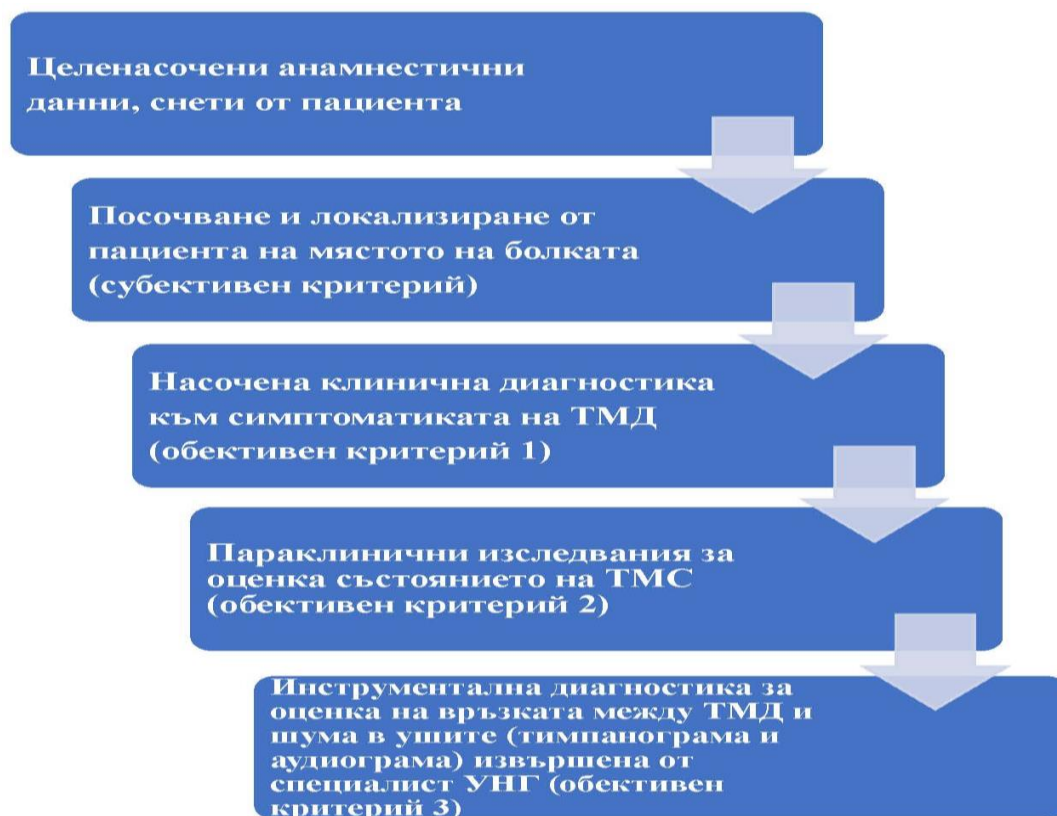 Целенасочени анамнестични
данни, снети от пациента
Посочване и локализиране от
пациента на мястото на болката
(субективен критерий)
Насочена клинична диагностика
към симптоматиката на ТМД
(обективен критерий 1)
Параклинични изследвания за
оценка състоянието на ТМС
(обективен критерий 2)
Инструментална диагностика за
оценка на връзката между ТМД и
шума в ушите (тимпанограма и
аудиограма) извършена от
специалист УНГ (обективен
критерий 3)